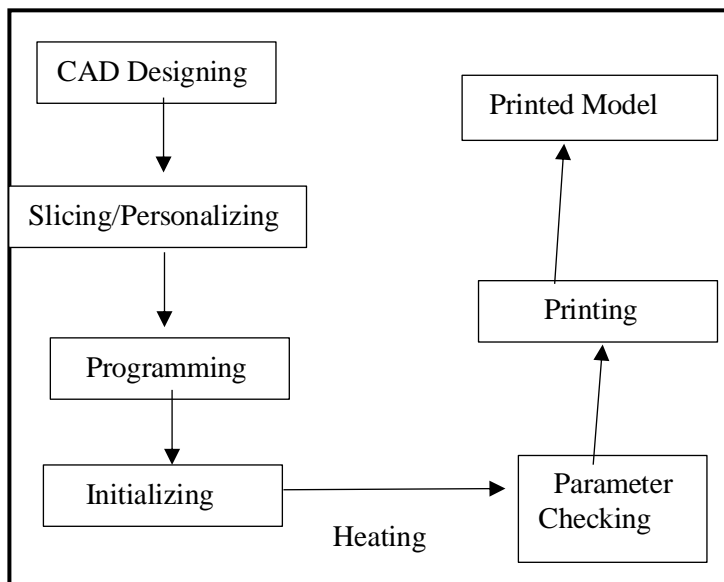 CAD Designing
Slicing/Personalizing
Programming
Initializing
Heating
Parameter
Checking
Printing
Printed Model